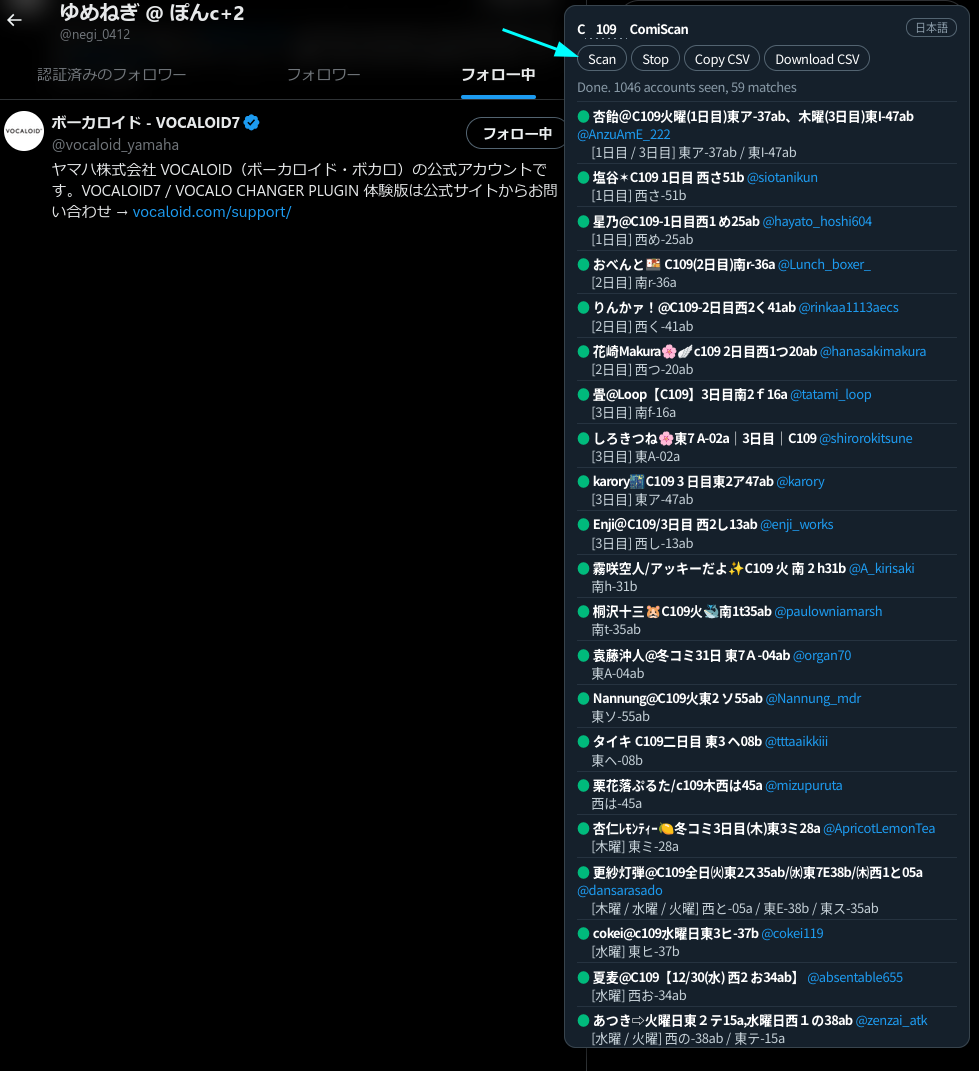 ゆめねぎ @ ぽんc+2
@negi_0412
認証済みのフォロワー
フォロワー
フォロー中
VOCALOID
ボーカロイド - VOCALOID7
@vocaloid_yamaha
フォロー中
ヤマハ株式会社 VOCALOID（ボーカロイド・ボカロ）の公式アカウントで
す。VOCALOID7 / VOCALO CHANGER PLUGIN 体験版は公式サイトからお問
い合わせ → vocaloid.com/support/
C 109 ComiScan
日本語
Scan
Stop
Copy CSV
Download CSV
Done. 1046 accounts seen, 59 matches
杏飴@C109火曜(1日目)東ア-37ab、木曜(3日目)東I-47ab
@AnzuAmE_222
[1日目 / 3日目] 東ア-37ab / 東I-47ab
塩谷✶C109 1日目 西さ51b @siotanikun
[1日目] 西さ-51b
星乃@C109-1日目西1 め25ab @hayato_hoshi604
[1日目] 西め-25ab
おべんと🍱 C109(2日目)南r-36a @Lunch_boxer_
[2日目] 南r-36a
りんかァ！@C109-2日目西2く41ab @rinkaa1113aecs
[2日目] 西く-41ab
花崎Makura🌸🪽c109 2日目西1つ20ab @hanasakimakura
[2日目] 西つ-20ab
畳@Loop【C109】3日目南2ｆ16a @tatami_loop
[3日目] 南f-16a
しろきつね🌸東7 A-02a｜3日目｜C109 @shirorokitsune
[3日目] 東A-02a
karory🌃C109 3 日目東2ア47ab @karory
[3日目] 東ア-47ab
Enji@C109/3日目 西2し13ab @enji_works
[3日目] 西し-13ab
霧咲空人/アッキーだよ✨C109 火 南 2 h31b @A_kirisaki
南h-31b
桐沢十三🐹C109火🐳南1t35ab @paulowniamarsh
南t-35ab
袁藤沖人@冬コミ31日 東7Ａ-04ab @organ70
東A-04ab
Nannung@C109火東2 ソ55ab @Nannung_mdr
東ソ-55ab
タイキ C109二日目 東3 ヘ08b @tttaaikkiii
東ヘ-08b
栗花落ぷるた/c109木西は45a @mizupuruta
西は-45a
杏仁ﾚﾓﾝﾃｨｰ🍋冬コミ3日目(木)東3ミ28a @ApricotLemonTea
[木曜] 東ミ-28a
更紗灯弾@C109全日㈫東2ス35ab/㈬東7E38b/㈭西1と05a
@dansarasado
[木曜 / 水曜 / 火曜] 西と-05a / 東E-38b / 東ス-35ab
cokei@c109水曜日東3ヒ-37b @cokei119
[水曜] 東ヒ-37b
夏麦@C109【12/30(水) 西2 お34ab】 @absentable655
[水曜] 西お-34ab
あつき⇨火曜日東２テ15a,水曜日西１の38ab @zenzai_atk
[水曜 / 火曜] 西の-38ab / 東テ-15a